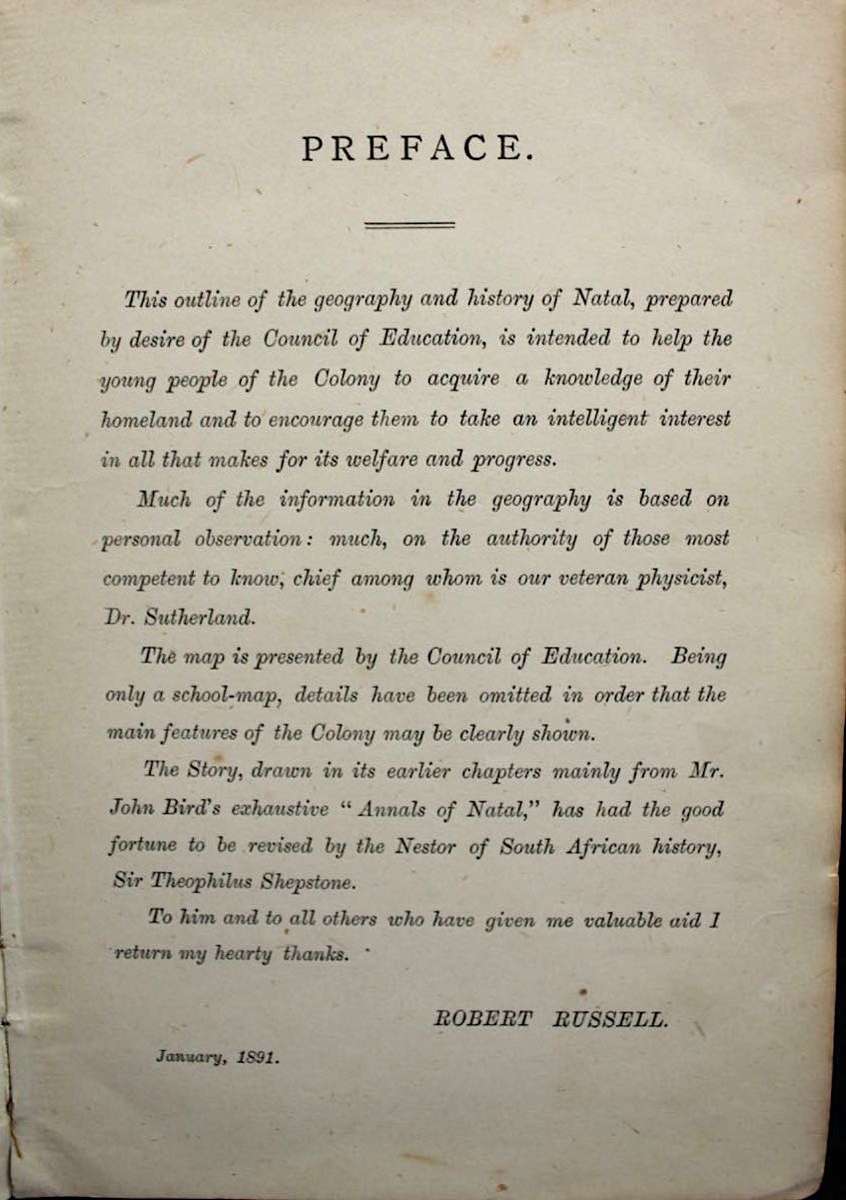 PREFACE.
This outline of the geography and history of Natal, prepared
by desire of the Council of Education, is intended to help the
young people of the Colony to acquire a knowledge of their
homeland and to encourage them to take an intelligent interest
in all that makes for its welfare and progress.
Much of the information in the geography is based on
personal observation: much, on the authority of those most
competent to know, chief among whom is our veteran physicist,
Dr. Sutherland.
The map is presented by the Council of Education. Being
only a school-map, details have been omitted in order that the
main features of the Colony may be clearly shown.
The Story, drawn in its earlier chapters mainly from Mr.
John Bird's exhaustive “Annals of Natal,” has had the good
fortune to be revised by the Nestor of South African history,
Sir Theophilus Shepstone.
To him and to all others who have given me valuable aid I
return my hearty thanks.
ROBERT RUSSELL.
January, 1891.